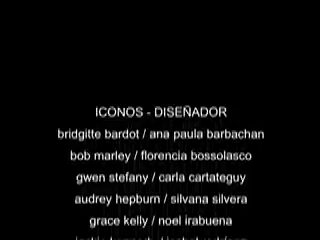 ICONOS - DISEÑADOR
bridgitte bardot / ana paula barbachan
bob marley / florencia bossolasco
gwen stefany / carla cartateguy
audrey hepburn / silvana silvera
grace kelly / noel irabuena